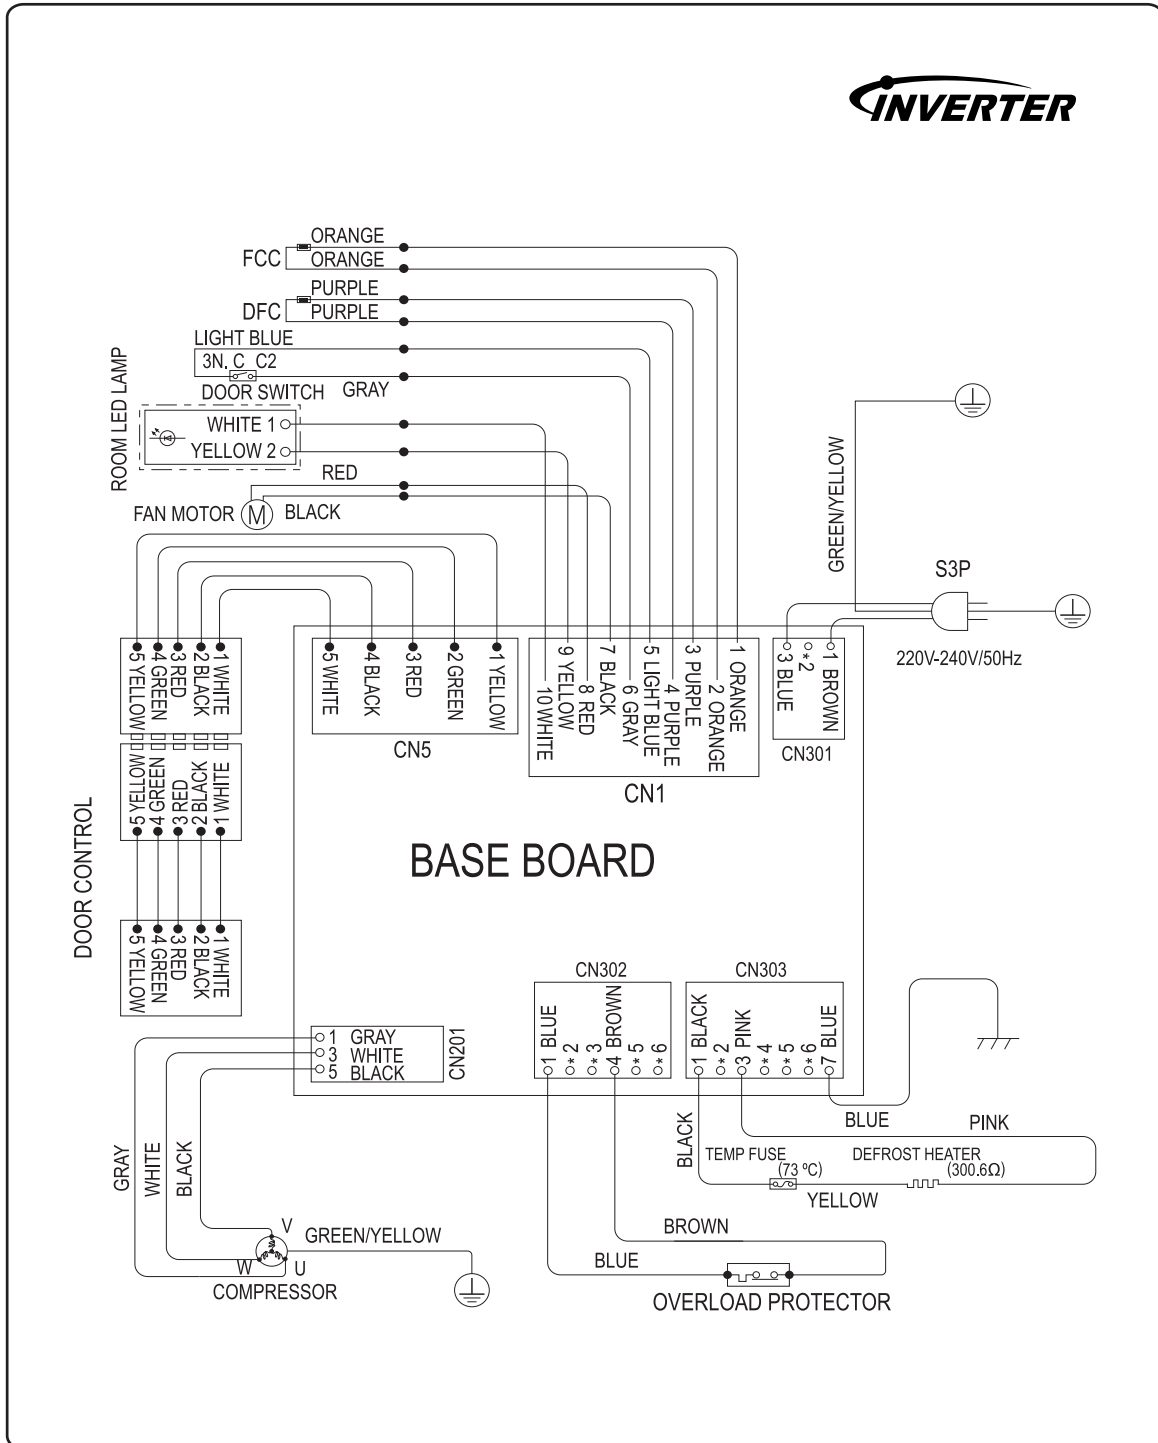 INVERTER
ORANGE
FCC
ORANGE
PURPLE
DFC
PURPLE
LIGHT BLUE
3N. C C2
DOOR SWITCH
GRAY
ROOM LED LAMP
WHITE 1
YELLOW 2
RED
FAN MOTOR M BLACK
GREEN/YELLOW
S3P
220V-240V/50Hz
5 YELLOW
4 GREEN
3 RED
2 BLACK
1 WHITE
5 WHITE
4 BLACK
3 RED
2 GREEN
1 YELLOW
CN5
10 WHITE
9 YELLOW
8 RED
7 BLACK
6 GRAY
5 LIGHT BLUE
4 PURPLE
3 PURPLE
2 ORANGE
1 ORANGE
CN1
3 BLUE
*2
1 BROWN
CN301
5 YELLOW
4 GREEN
3 RED
2 BLACK
1 WHITE
DOOR CONTROL
BASE BOARD
5 YELLOW
4 GREEN
3 RED
2 BLACK
1 WHITE
CN302
1 BLUE
*2
*3
4 BROWN
*5
*6
CN303
1 BLACK
*2
3 PINK
*4
*5
*6
7 BLUE
1 GRAY
3 WHITE
5 BLACK
CN201
BLUE
PINK
BLACK
TEMP FUSE
(73 ºC)
DEFROST HEATER
(300.6Ω)
YELLOW
GRAY
WHITE
BLACK
V
GREEN/YELLOW
W
U
COMPRESSOR
BROWN
BLUE
OVERLOAD PROTECTOR